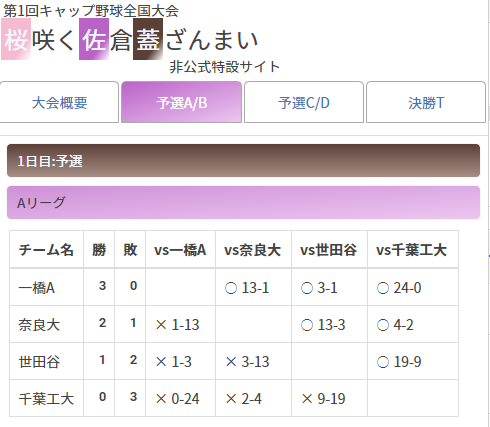 第1回キャップ野球全国大会
桜咲く佐倉蓋ざんまい
非公式特設サイト
大会概要 予選A/B 予選C/D 決勝T
1日目:予選
Aリーグ
チーム名 勝 敗 vs一橋A vs奈良大 vs世田谷 vs千葉工大
一橋A 3 0 ○ 13-1 ○ 3-1 ○ 24-0
奈良大 2 1 × 1-13 ○ 13-3 ○ 4-2
世田谷 1 2 × 1-3 × 3-13 ○ 19-9
千葉工大 0 3 × 0-24 × 2-4 × 9-19